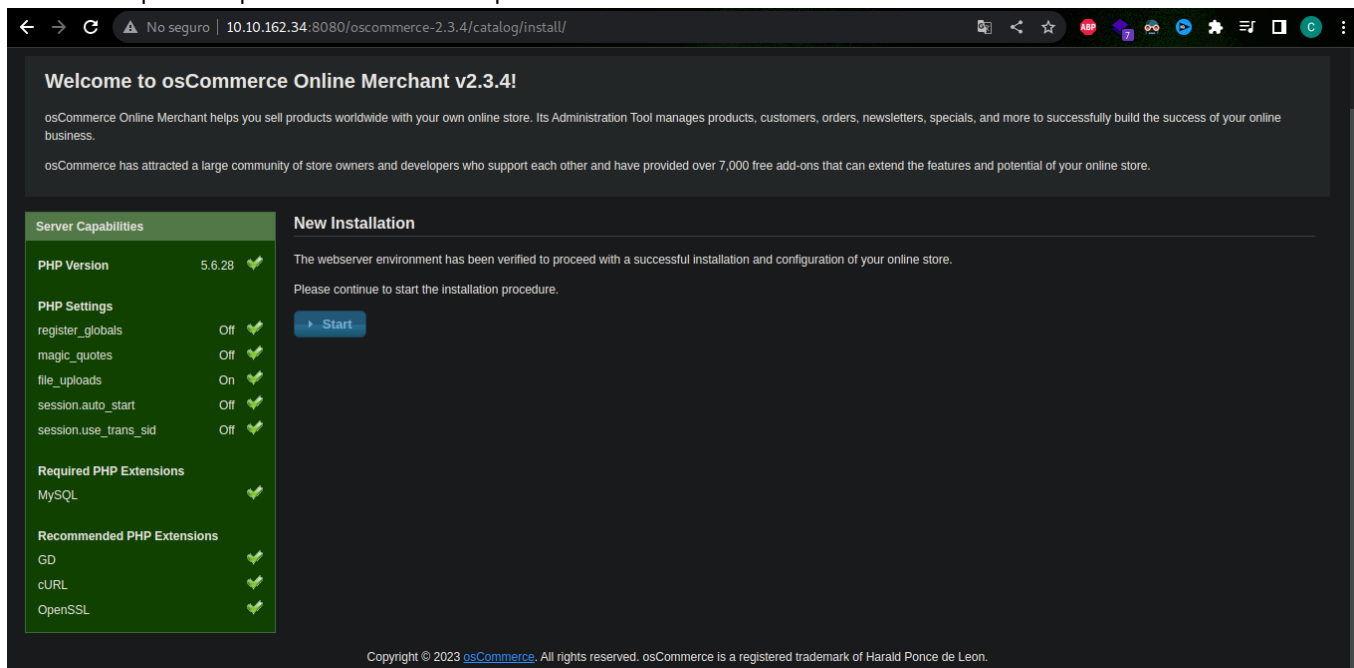 No seguro | 10.10.162.34:8080/oscommerce-2.3.4/catalog/install/
ABP
7
C
Welcome to osCommerce Online Merchant v2.3.4!
osCommerce Online Merchant helps you sell products worldwide with your own online store. Its Administration Tool manages products, customers, orders, newsletters, specials, and more to successfully build the success of your online
business.
osCommerce has attracted a large community of store owners and developers who support each other and have provided over 7,000 free add-ons that can extend the features and potential of your online store.
Server Capabilities
PHP Version 5.6.28
PHP Settings
register_globals Off
magic_quotes Off
file_uploads On
session.auto_start Off
session.use_trans_sid Off
Required PHP Extensions
MySQL
Recommended PHP Extensions
GD
cURL
OpenSSL
New Installation
The webserver environment has been verified to proceed with a successful installation and configuration of your online store.
Please continue to start the installation procedure.
Start
Copyright © 2023 osCommerce. All rights reserved. osCommerce is a registered trademark of Harald Ponce de Leon.